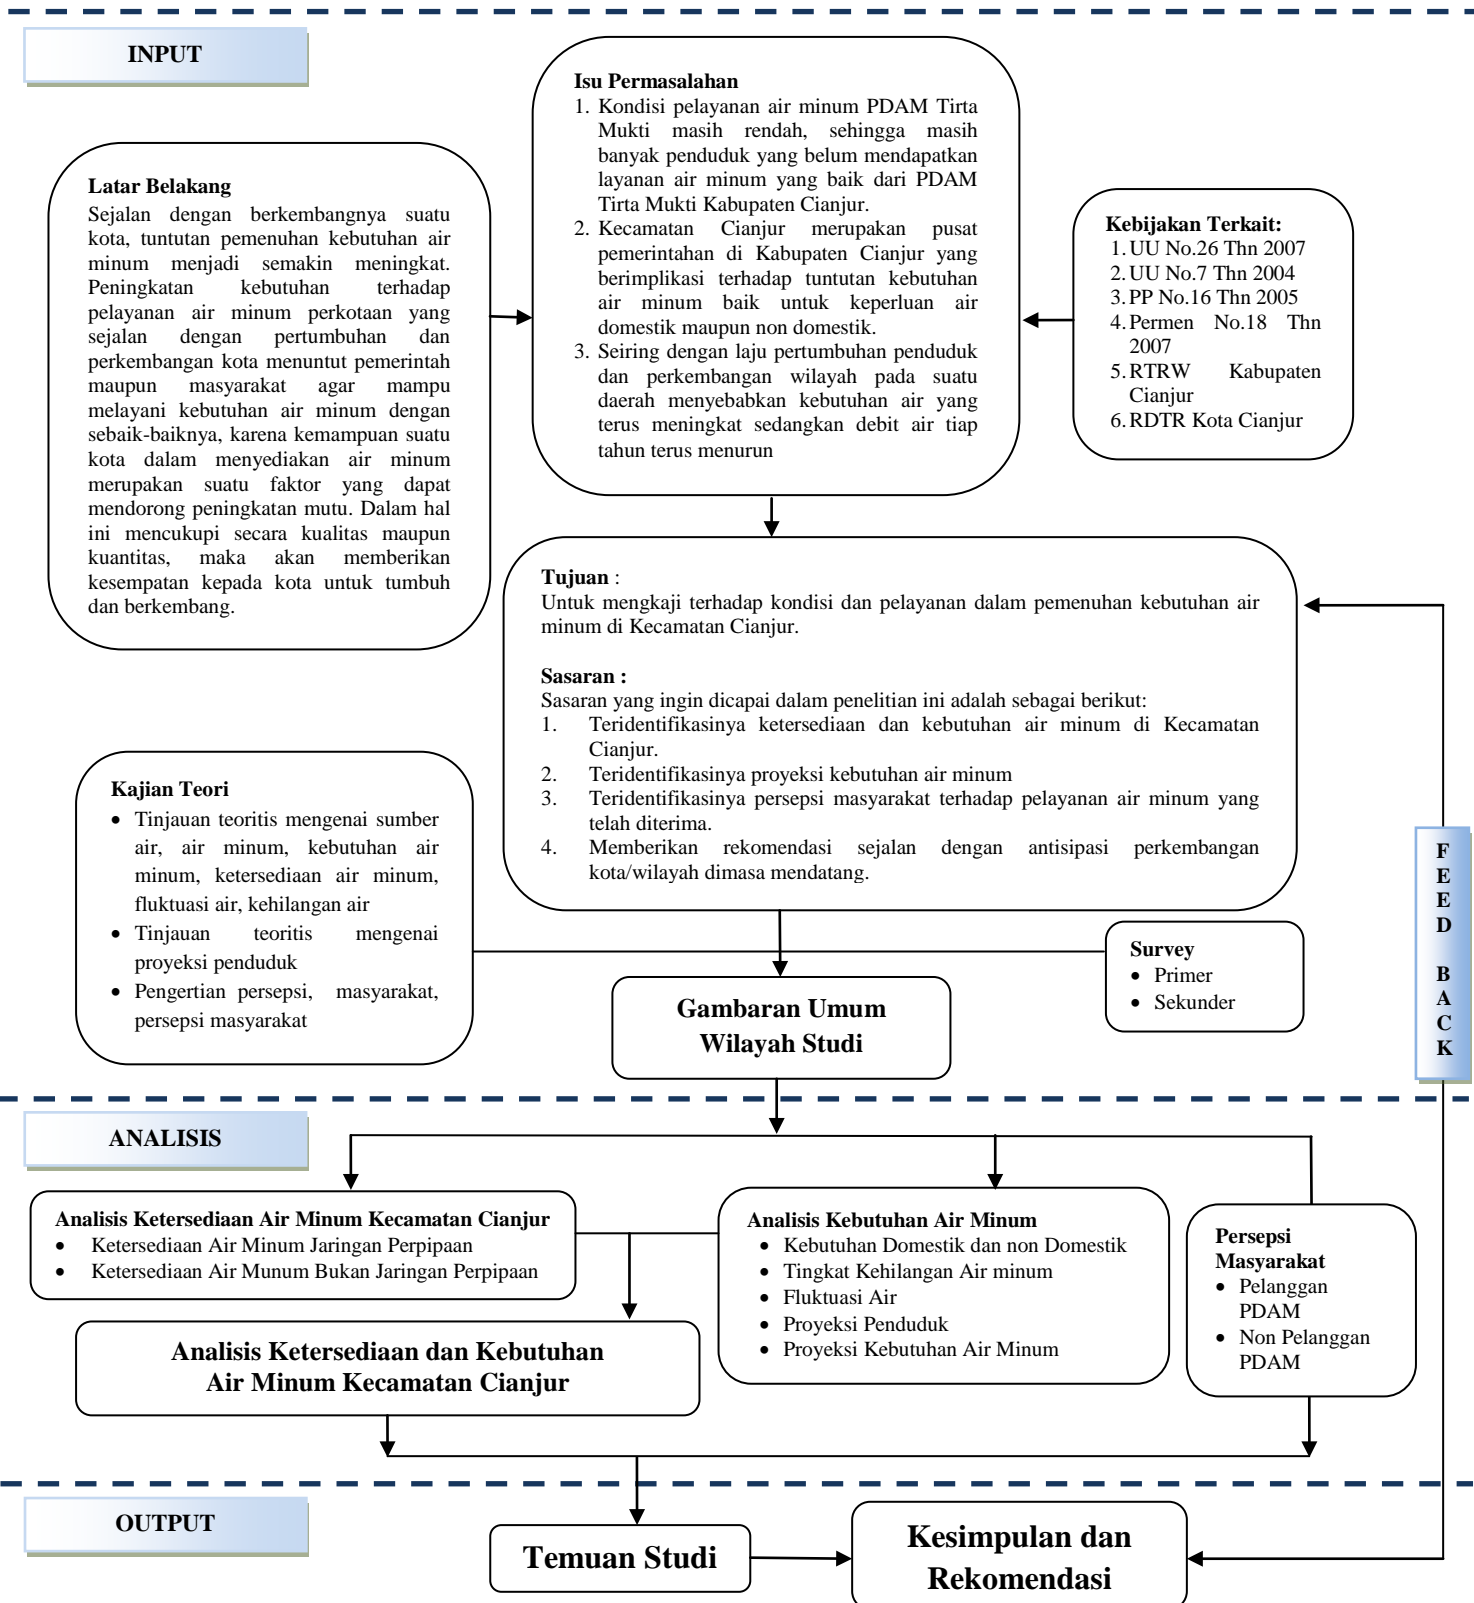 INPUT
Isu Permasalahan
1. Kondisi pelayanan air minum PDAM Tirta
Mukti masih rendah, sehingga masih
banyak penduduk yang belum mendapatkan
layanan air minum yang baik dari PDAM
Tirta Mukti Kabupaten Cianjur.
2. Kecamatan Cianjur merupakan pusat
pemerintahan di Kabupaten Cianjur yang
berimplikasi terhadap tuntutan kebutuhan
air minum baik untuk keperluan air
domestik maupun non domestik.
3. Seiring dengan laju pertumbuhan penduduk
dan perkembangan wilayah pada suatu
daerah menyebabkan kebutuhan air yang
terus meningkat sedangkan debit air tiap
tahun terus menurun
Latar Belakang
Sejalan dengan berkembangnya suatu
kota, tuntutan pemenuhan kebutuhan air
minum menjadi semakin meningkat.
Peningkatan kebutuhan terhadap
pelayanan air minum perkotaan yang
sejalan dengan pertumbuhan dan
perkembangan kota menuntut pemerintah
maupun masyarakat agar mampu
melayani kebutuhan air minum dengan
sebaik-baiknya, karena kemampuan suatu
kota dalam menyediakan air minum
merupakan suatu faktor yang dapat
mendorong peningkatan mutu. Dalam hal
ini mencukupi secara kualitas maupun
kuantitas, maka akan memberikan
kesempatan kepada kota untuk tumbuh
dan berkembang.
Kebijakan Terkait:
1. UU No.26 Thn 2007
2. UU No.7 Thn 2004
3. PP No.16 Thn 2005
4. Permen No.18 Thn
2007
5. RTRW Kabupaten
Cianjur
6. RDTR Kota Cianjur
Tujuan :
Untuk mengkaji terhadap kondisi dan pelayanan dalam pemenuhan kebutuhan air
minum di Kecamatan Cianjur.
Sasaran :
Sasaran yang ingin dicapai dalam penelitian ini adalah sebagai berikut:
1. Teridentifikasinya ketersediaan dan kebutuhan air minum di Kecamatan
Cianjur.
2. Teridentifikasinya proyeksi kebutuhan air minum
3. Teridentifikasinya persepsi masyarakat terhadap pelayanan air minum yang
telah diterima.
4. Memberikan rekomendasi sejalan dengan antisipasi perkembangan
kota/wilayah dimasa mendatang.
Kajian Teori
• Tinjauan teoritis mengenai sumber
air, air minum, kebutuhan air
minum, ketersediaan air minum,
fluktuasi air, kehilangan air
• Tinjauan teoritis mengenai
proyeksi penduduk
• Pengertian persepsi, masyarakat,
persepsi masyarakat
Survey
• Primer
• Sekunder
Gambaran Umum
Wilayah Studi
F
E
E
D
B
A
C
K
ANALISIS
Analisis Ketersediaan Air Minum Kecamatan Cianjur
• Ketersediaan Air Minum Jaringan Perpipaan
• Ketersediaan Air Munum Bukan Jaringan Perpipaan
Analisis Kebutuhan Air Minum
• Kebutuhan Domestik dan non Domestik
• Tingkat Kehilangan Air minum
• Fluktuasi Air
• Proyeksi Penduduk
• Proyeksi Kebutuhan Air Minum
Persepsi
Masyarakat
• Pelanggan
PDAM
• Non Pelanggan
PDAM
Analisis Ketersediaan dan Kebutuhan
Air Minum Kecamatan Cianjur
OUTPUT
Temuan Studi
Kesimpulan dan
Rekomendasi